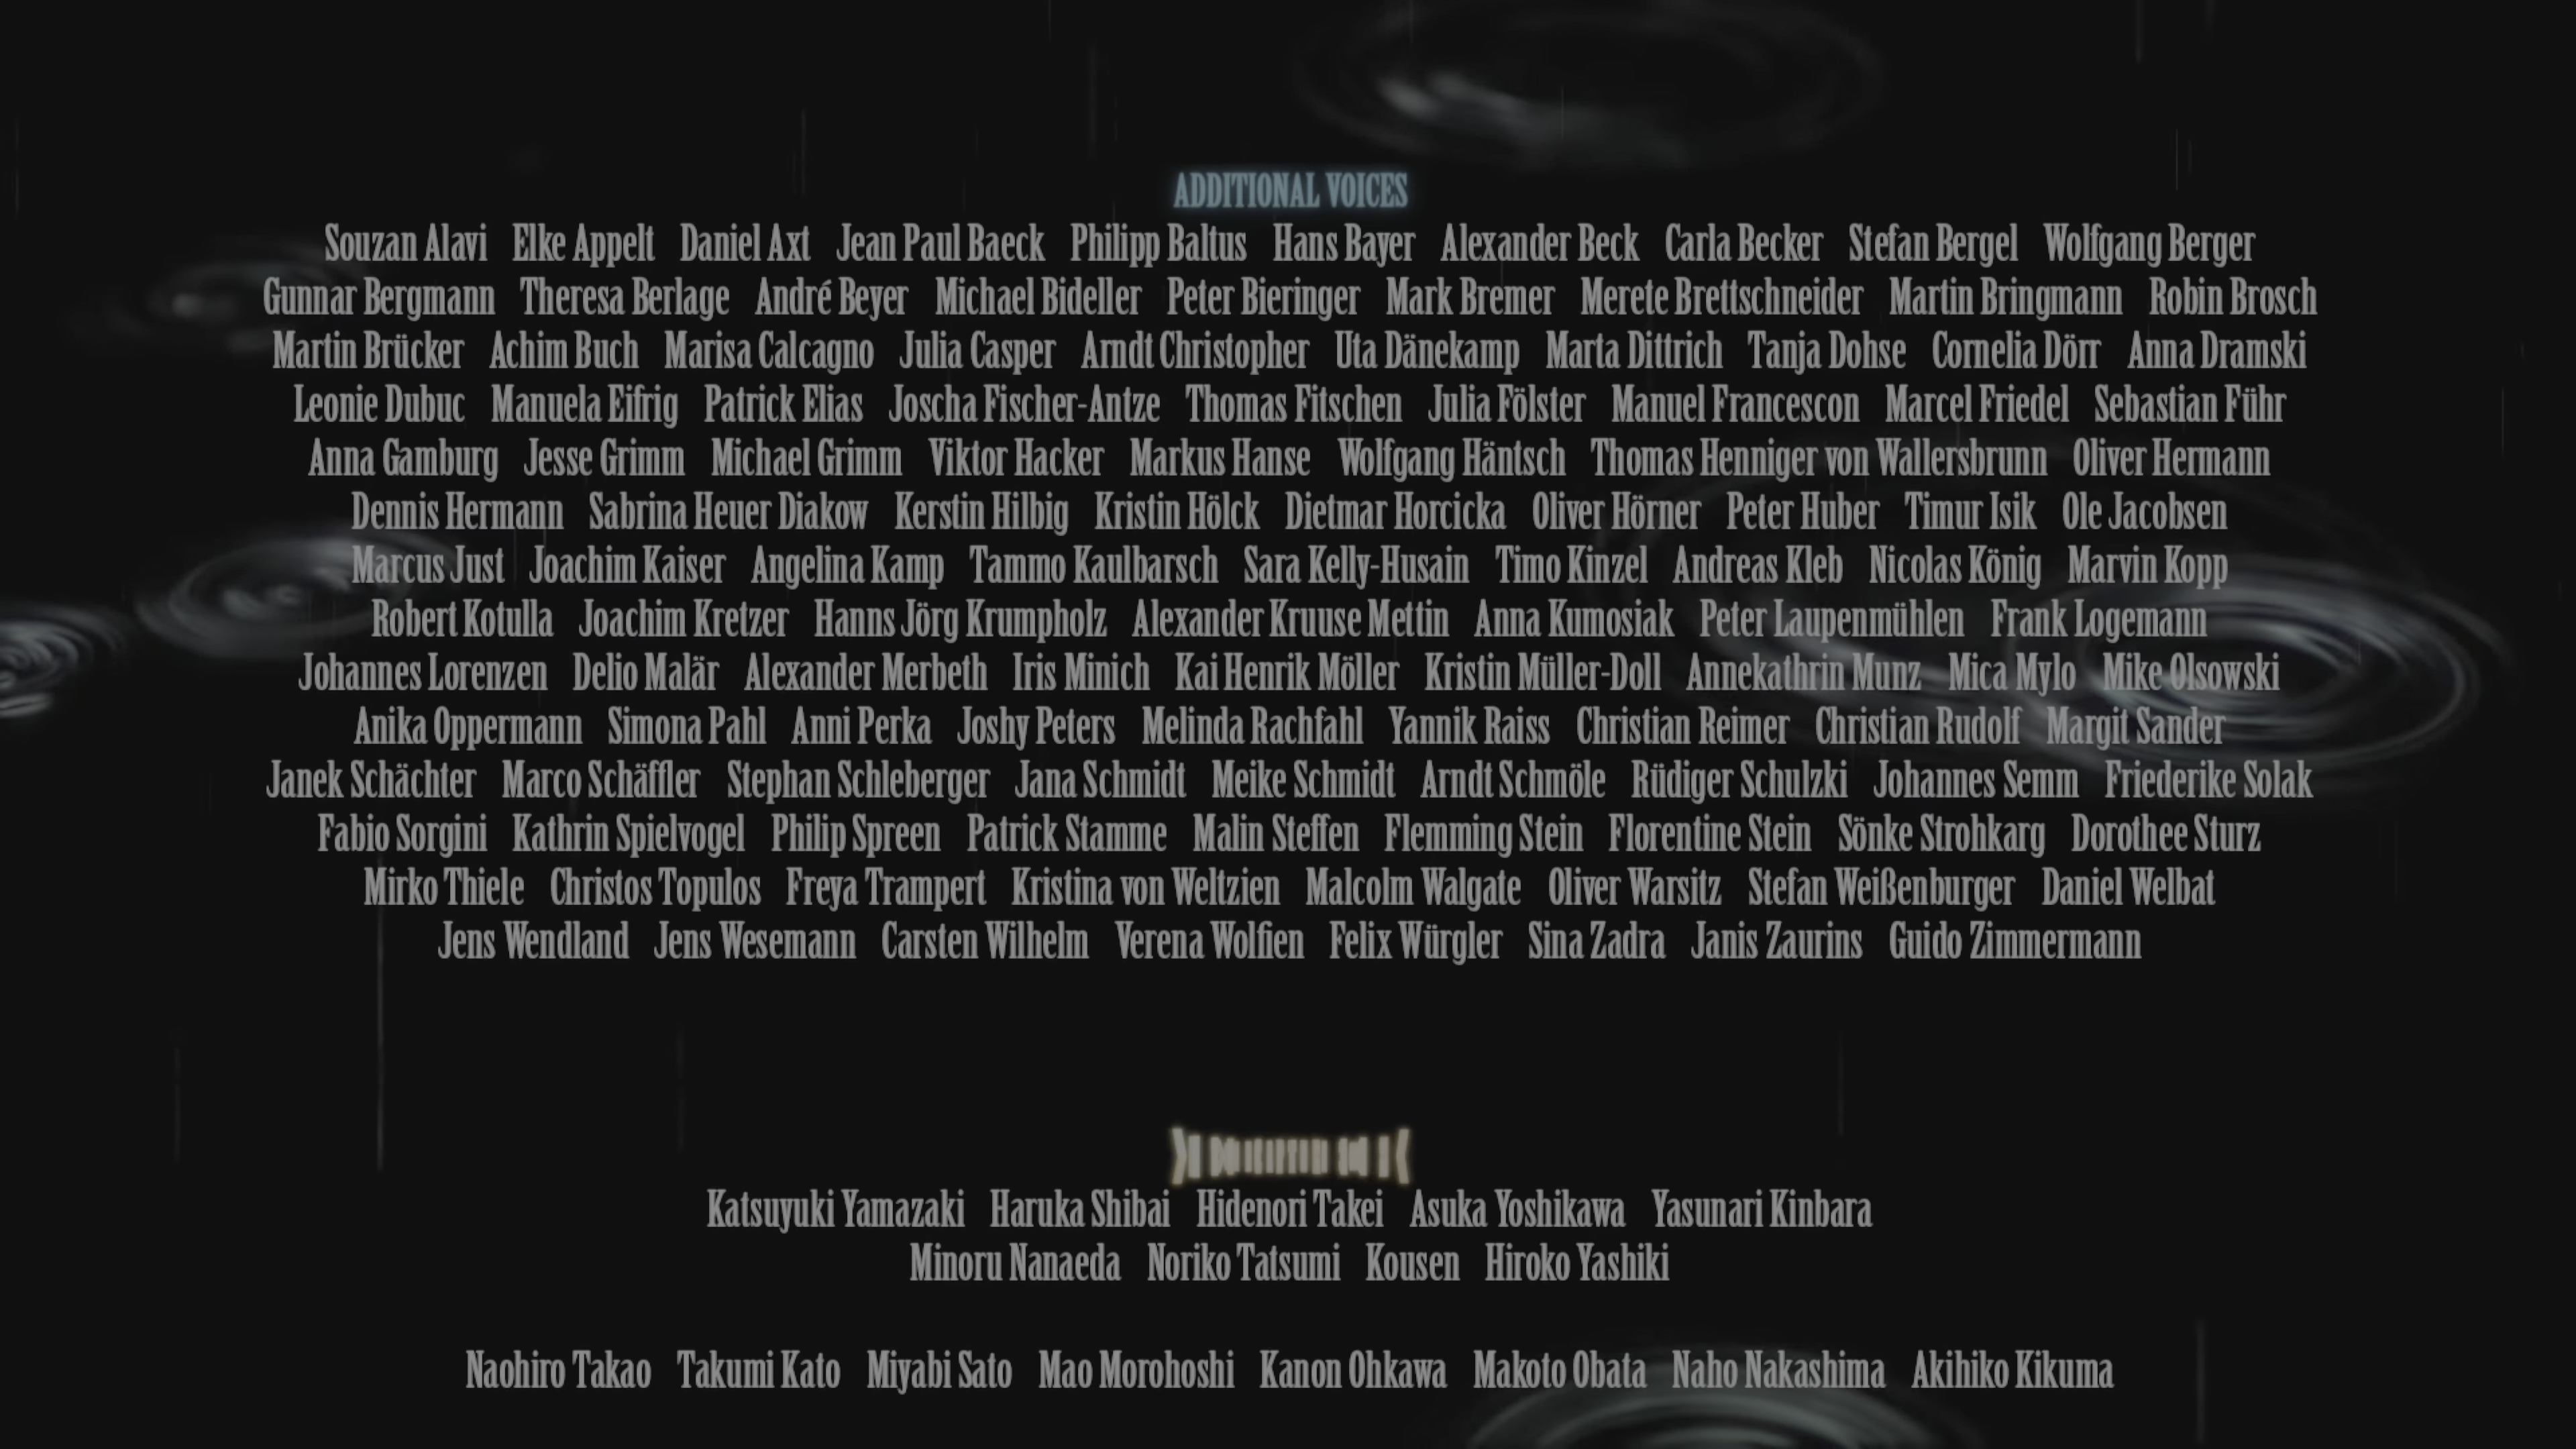 ADDITIONAL VOICES
Souzan Alavi Elke Appelt Daniel Axt Jean Paul Baeck Philipp Baltus Hans Bayer Alexander Beck Carla Becker Stefan Bergel Wolfgang Berger
Gunnar Bergmann Theresa Berlage André Beyer Michael Bideller Peter Bieringer Mark Bremer Merete Brettschneider Martin Bringmann Robin Brosch
Martin Brücker Achim Buch Marisa Calcagno Julia Casper Arndt Christopher Uta Dänekamp Marta Dittrich Tanja Dohse Cornelia Dörr Anna Dramski
Leonie Dubuc Manuela Eifrig Patrick Elias Joscha Fischer-Antze Thomas Fitschen Julia Fölster Manuel Francescon Marcel Friedel Sebastian Führ
Anna Gamburg Jesse Grimm Michael Grimm Viktor Hacker Markus Hanse Wolfgang Häntsch Thomas Henniger von Wallersbrunn Oliver Hermann
Dennis Hermann Sabrina Heuer Diakow Kerstin Hilbig Kristin Hölck Dietmar Horcicka Oliver Hörner Peter Huber Timur Isik Ole Jacobsen
Marcus Just Joachim Kaiser Angelina Kamp Tammo Kaulbarsch Sara Kelly-Husain Timo Kinzel Andreas Kleb Nicolas König Marvin Kopp
Robert Kotulla Joachim Kretzer Hanns Jörg Krumpholz Alexander Kruuse Mettin Anna Kumosiak Peter Laupenmühlen Frank Logemann
Johannes Lorenzen Delio Malär Alexander Merbeth Iris Minich Kai Henrik Möller Kristin Müller-Doll Annekathrin Munz Mica Mylo Mike Olsowski
Anika Oppermann Simona Pahl Anni Perka Joshy Peters Melinda Rachfahl Yannik Raiss Christian Reimer Christian Rudolf Margit Sander
Janek Schächter Marco Schäffler Stephan Schleberger Jana Schmidt Meike Schmidt Arndt Schmöle Rüdiger Schulzki Johannes Semm Friederike Solak
Fabio Sorgini Kathrin Spielvogel Philip Spreen Patrick Stamme Malin Steffen Flemming Stein Florentine Stein Sönke Strohkarg Dorothee Sturz
Mirko Thiele Christos Topulos Freya Trampert Kristina von Weltzien Malcolm Walgate Oliver Warsitz Stefan Weißenburger Daniel Welbat
Jens Wendland Jens Wesemann Carsten Wilhelm Verena Wolfien Felix Würgler Sina Zadra Janis Zaurins Guido Zimmermann
Katsuyuki Yamazaki Haruka Shibai Hidenori Takei Asuka Yoshikawa Yasunari Kinbara
Minoru Nanaeda Noriko Tatsumi Kousen Hiroko Yashiki
Naohiro Takao Takumi Kato Miyabi Sato Mao Morohoshi Kanon Ohkawa Makoto Obata Naho Nakashima Akihiko Kikuma